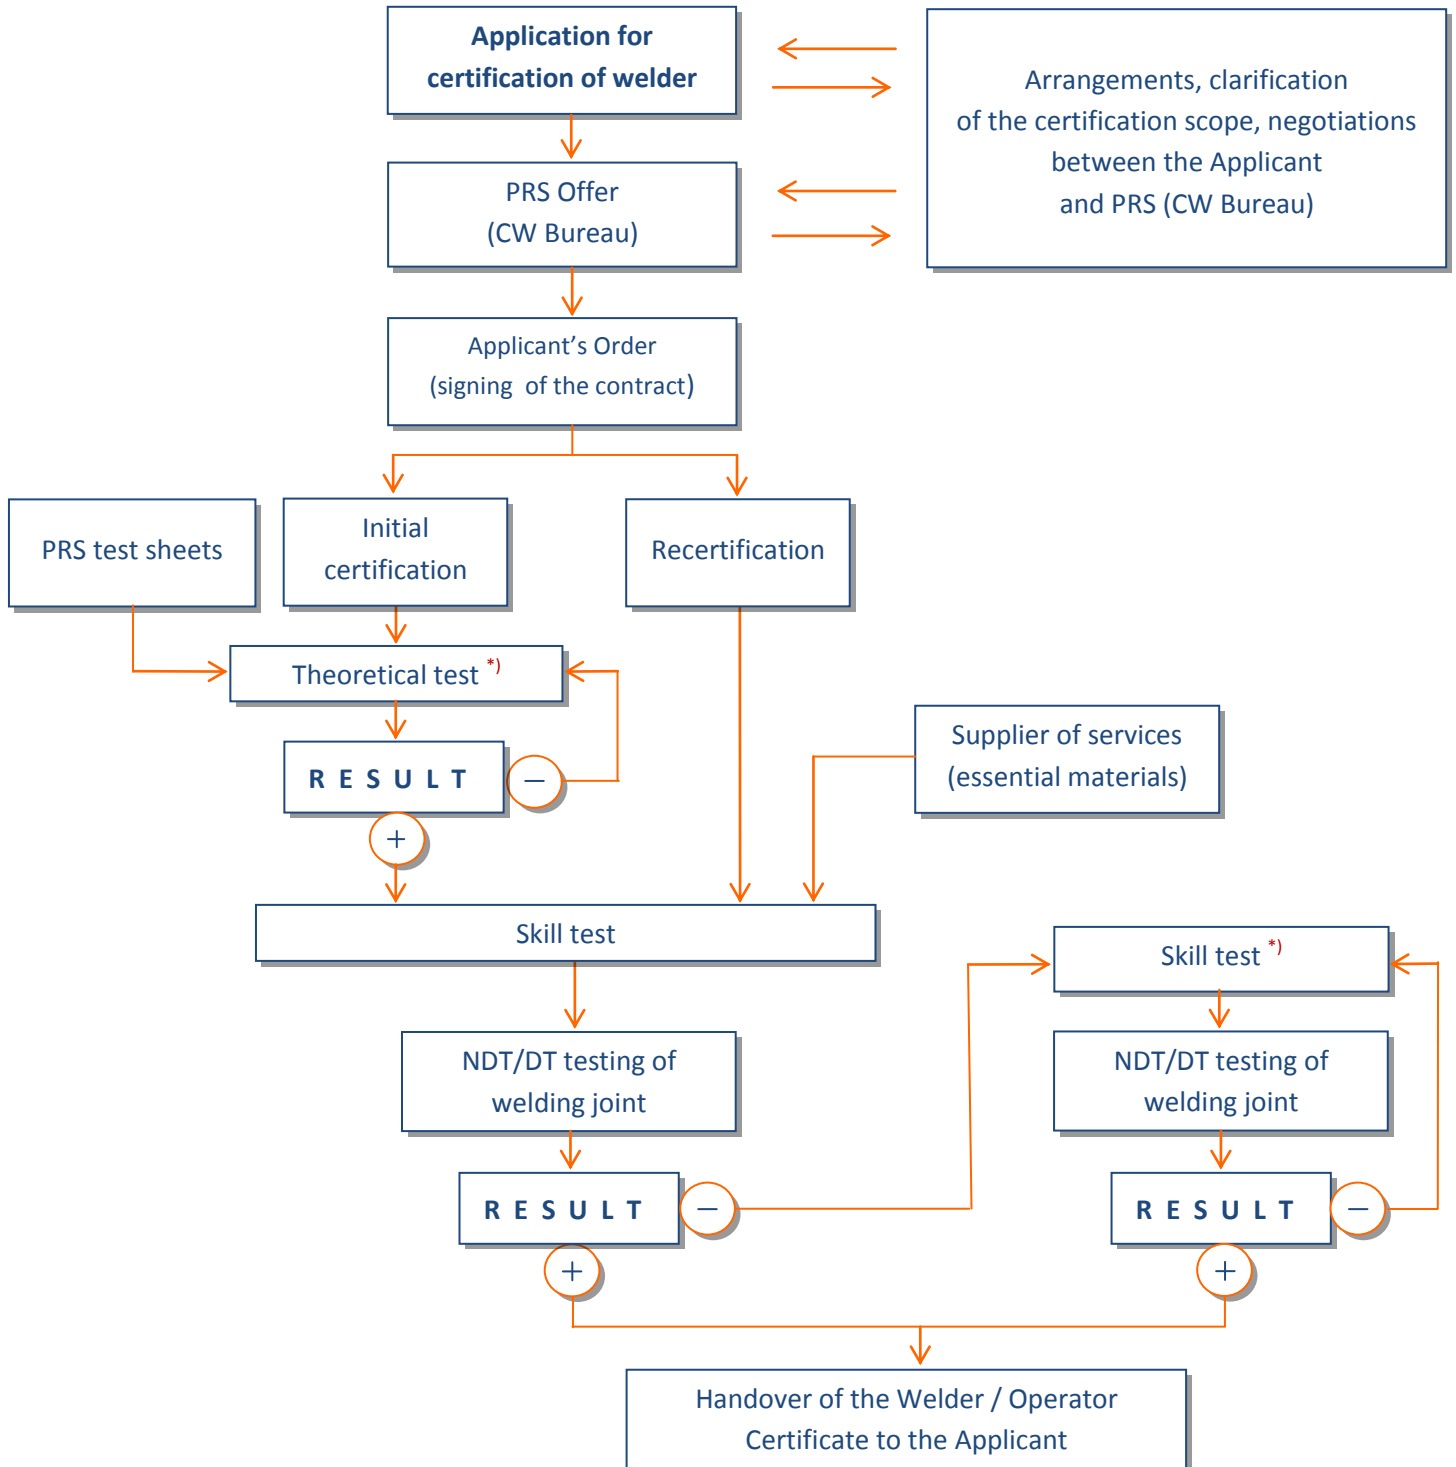 Application for
certification of welder
Arrangements, clarification
of the certification scope, negotiations
between the Applicant
and PRS (CW Bureau)
PRS Offer
(CW Bureau)
Applicant’s Order
(signing of the contract)
PRS test sheets
Initial
certification
Recertification
Theoretical test *)
R E S U L T
−
+
Supplier of services
(essential materials)
Skill test
Skill test *)
NDT/DT testing of
welding joint
NDT/DT testing of
welding joint
R E S U L T
−
R E S U L T
−
+
+
Handover of the Welder / Operator
Certificate to the Applicant